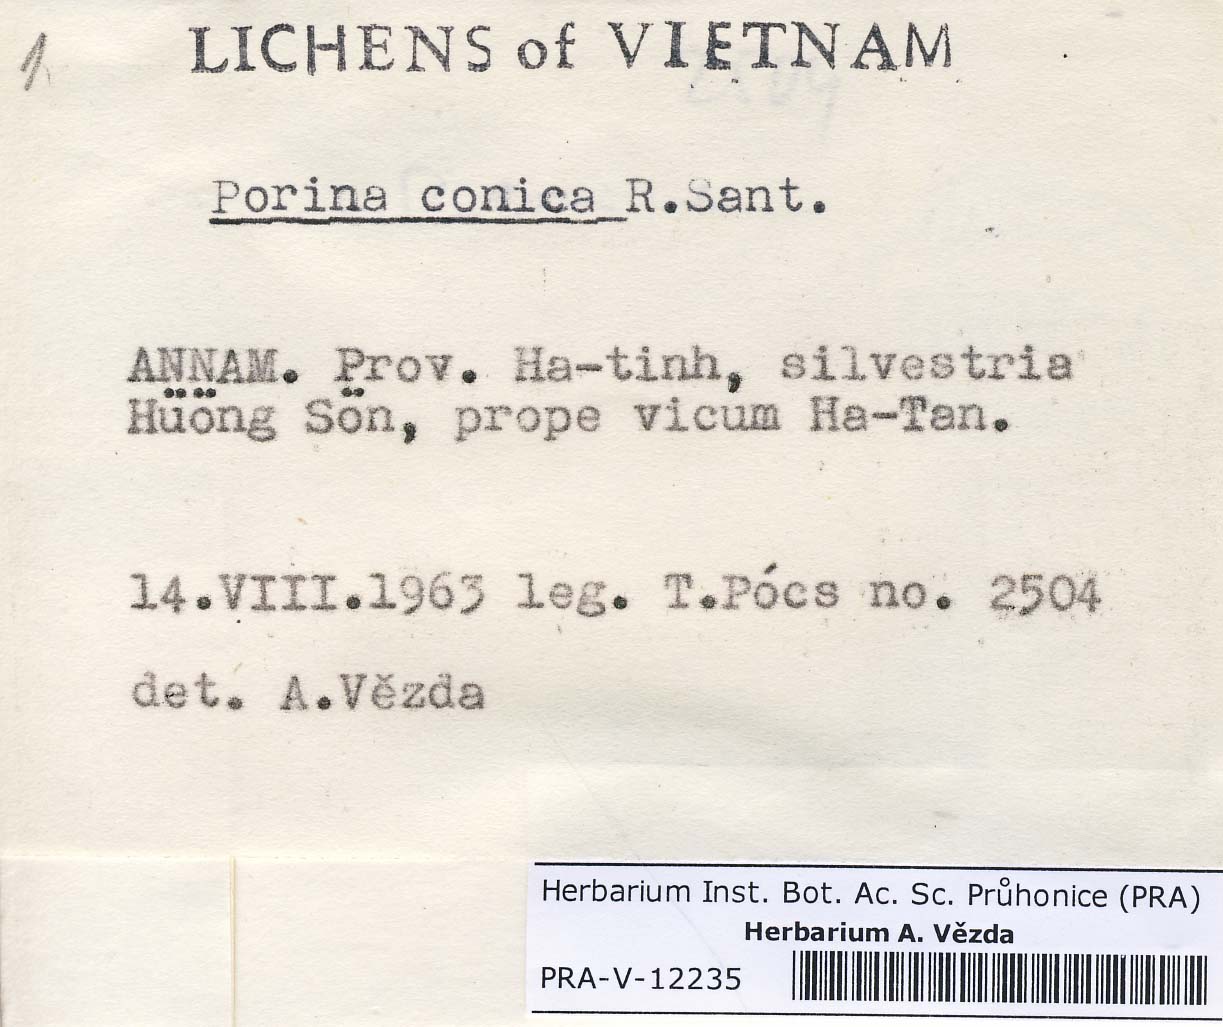 1.
LICHENS of VIETNAM
Porina conica R.Sant.
ANNAM. Prov. Ha-tinh, silvestria
Hüöng Sön, prope vicum Ha-Tan.
14.VIII.1963 leg. T.Pócs no. 2504
det. A.Vězda
Herbarium Inst. Bot. Ac. Sc. Průhonice (PRA)
Herbarium A. Vězda
PRA-V-12235